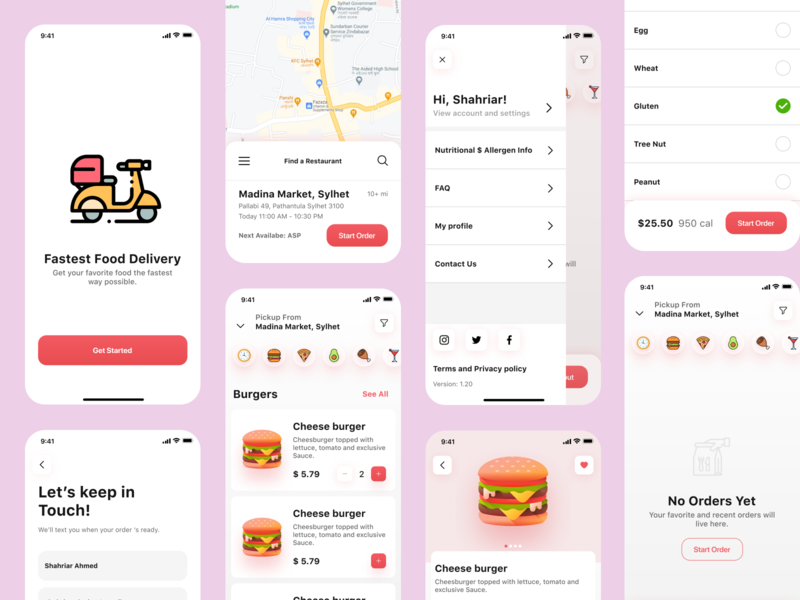 9:41
Fastest Food Delivery
Get your favorite food the fastest
way possible.
Get Started
9:41
Let's keep in
Touch!
We'll text you when your order 's ready.
Shahriar Ahmed
Sylhet Government
Womens College
Al-Hamra Shopping City
Sundarban Courier
Service Zindabazar
KFC Sylhet
The Aided High School
Panshi
Find a Restaurant
Madina Market, Sylhet
10+ mi
Pallabi 49, Pathantula Sylhet 3100
Today 11:00 AM - 10:30 PM
Next Availabe: ASP
Start Order
9:41
Pickup From
Madina Market, Sylhet
Burgers
See All
Cheese burger
Cheesburger topped with
lettuce, tomato and exclusive
Sauce.
$ 5.79
− 2 +
Cheese burger
Cheesburger topped with
lettuce, tomato and exclusive
Sauce.
$ 5.79
+
Cheese burger
9:41
Hi, Shahriar!
View account and settings
Nutritional $ Allergen Info
FAQ
My profile
Contact Us
will
out
Terms and Privacy policy
Version: 1.20
9:41
Cheese burger
Cheesburger topped with lettuce, tomato and
exclusive Sauce.
Egg
Wheat
Gluten
Tree Nut
Peanut
$25.50 950 cal
Start Order
9:41
Pickup From
Madina Market, Sylhet
No Orders Yet
Your favorite and recent orders will
live here.
Start Order